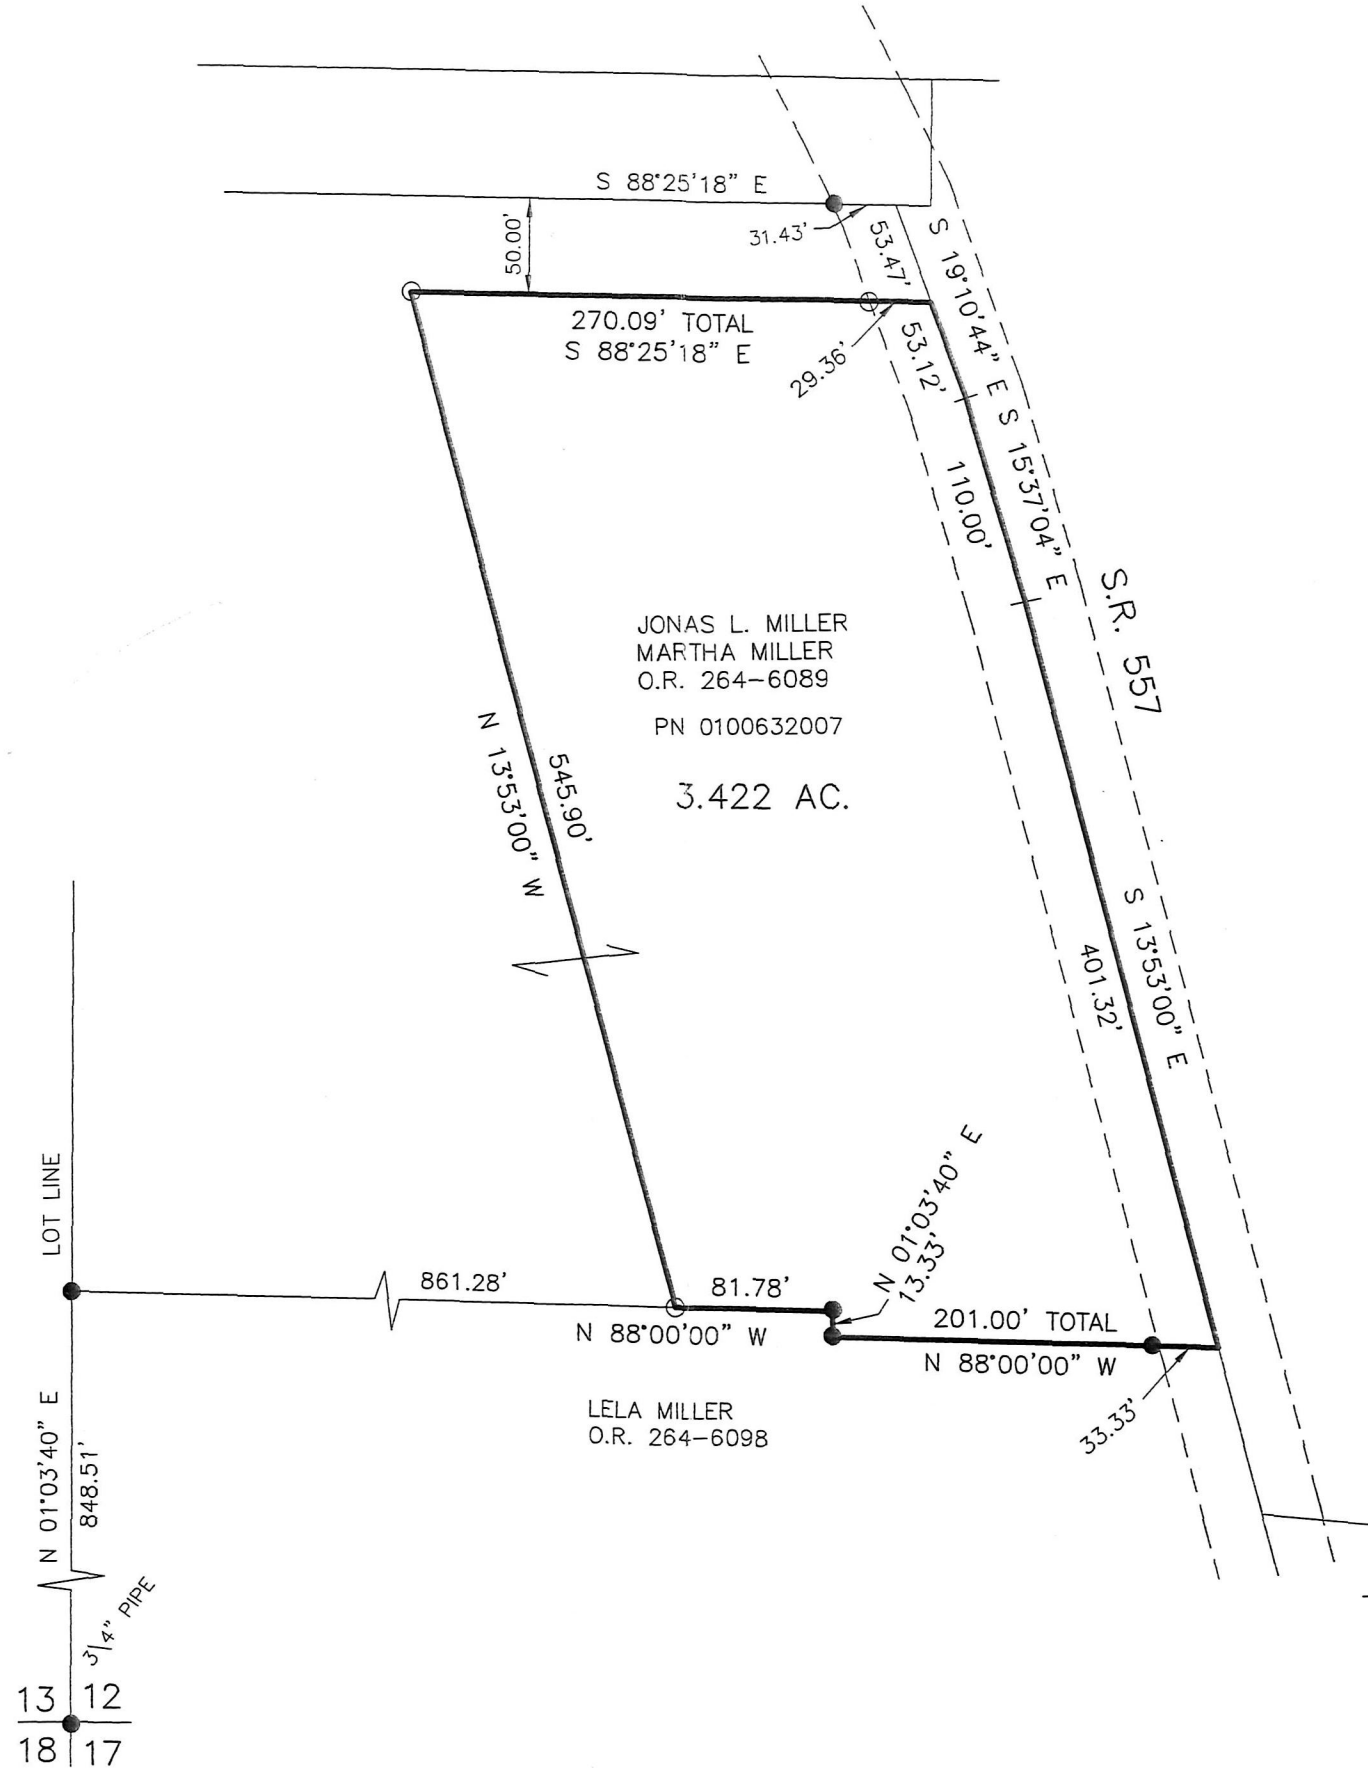 S 88°25'18" E
31.43'
50.00'
53.47'
S 19°10'44" E
270.09' TOTAL
S 88°25'18" E
29.36'
53.12'
S 15°37'04" E
110.00'
S.R. 557
JONAS L. MILLER
MARTHA MILLER
O.R. 264-6089
PN 0100632007
3.422 AC.
N 13°53'00" W
545.90'
S 13°53'00" E
401.32'
LOT LINE
861.28'
81.78'
N 88°00'00" W
N 01°03'40" E
13.33'
201.00' TOTAL
N 88°00'00" W
33.33'
LELA MILLER
O.R. 264-6098
N 01°03'40" E
848.51'
3/4" PIPE
13 12
18 17